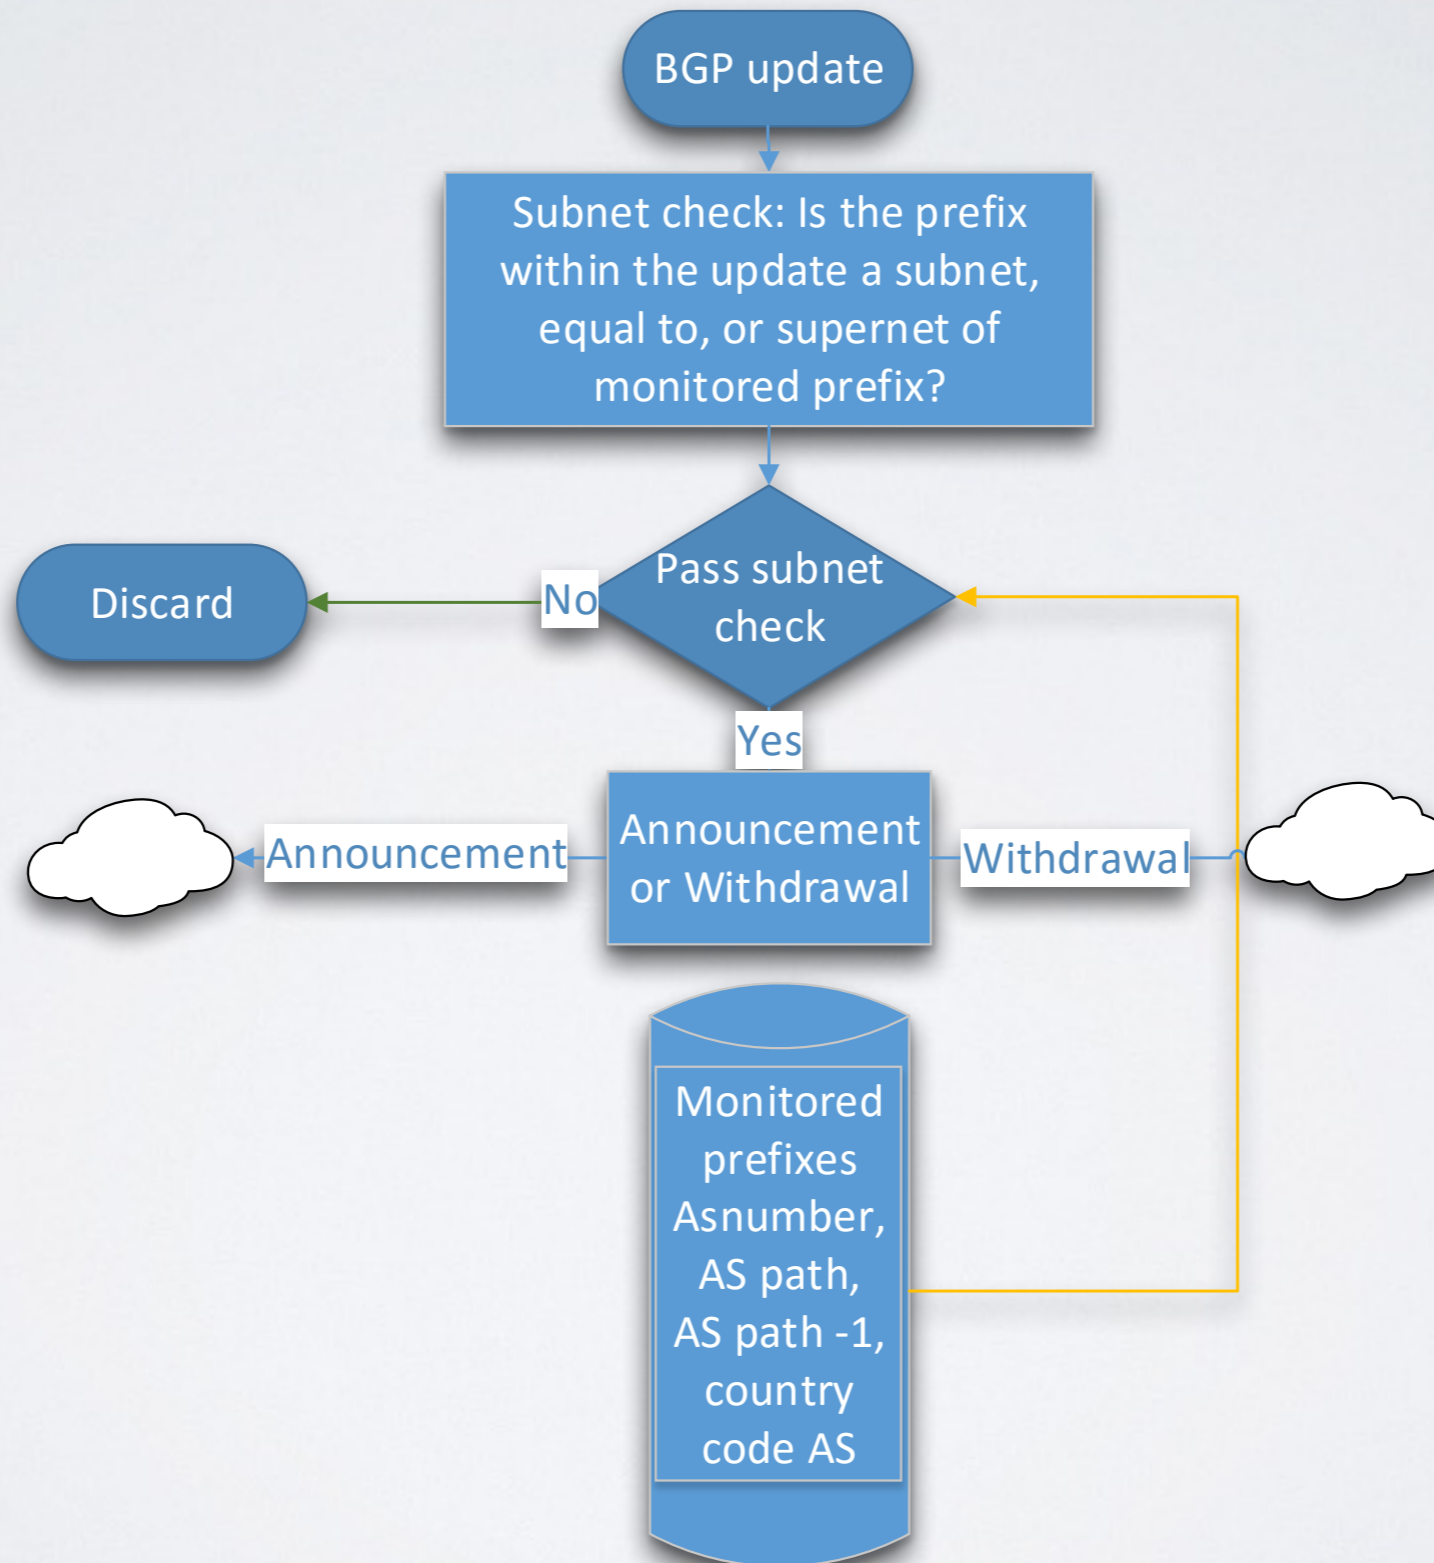 BGP update
Subnet check: Is the prefix
within the update a subnet,
equal to, or supernet of
monitored prefix?
Pass subnet
check
No
Discard
Yes
Announcement
or Withdrawal
Announcement
Withdrawal
Monitored
prefixes
Asnumber,
AS path,
AS path -1,
country
code AS